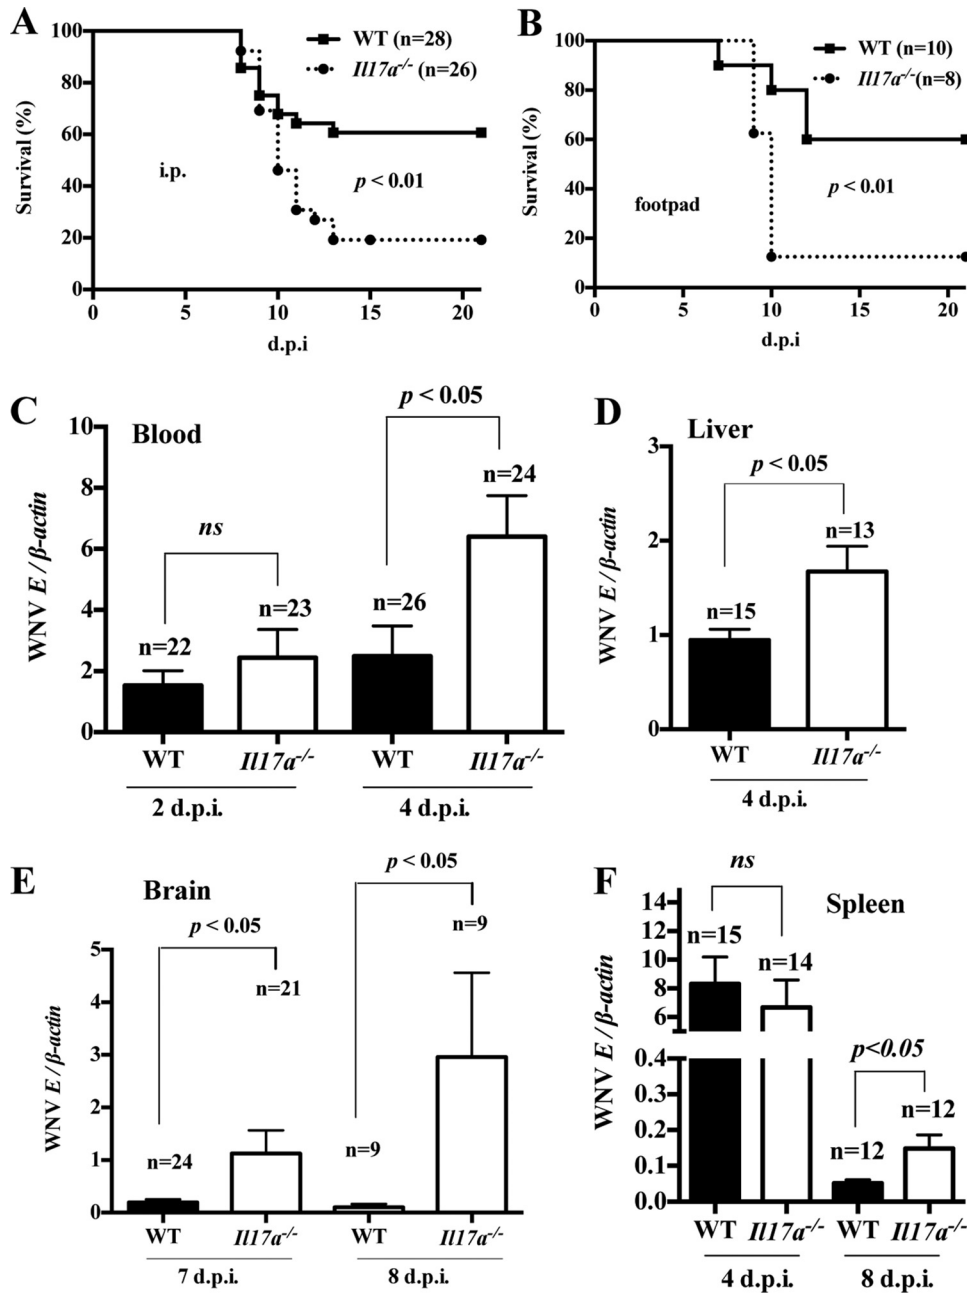 A
100
80
60
40
20
0
Survival (%)
WT (n=28)
Il17a-/- (n=26)
i.p.
p < 0.01
0 5 10 15 20
d.p.i
B
100
80
60
40
20
0
Survival (%)
WT (n=10)
Il17a-/-(n=8)
footpad
p < 0.01
0 5 10 15 20
d.p.i
C
Blood
10
8
6
4
2
0
WNV E / β-actin
ns
p < 0.05
n=22
n=23
n=26
n=24
WT Il17a-/- WT Il17a-/-
2 d.p.i. 4 d.p.i.
D
Liver
3
2
1
0
WNV E / β-actin
p < 0.05
n=15
n=13
WT Il17a-/-
4 d.p.i.
E
Brain
5
4
3
2
1
0
WNV E / β-actin
p < 0.05
p < 0.05
n=24
n=21
n=9
n=9
WT Il17a-/- WT Il17a-/-
7 d.p.i. 8 d.p.i.
F
Spleen
14
12
10
8
6
0.4
0.3
0.2
0.1
0.0
WNV E / β-actin
ns
n=15
n=14
p<0.05
n=12
n=12
WT Il17a-/- WT Il17a-/-
4 d.p.i. 8 d.p.i.